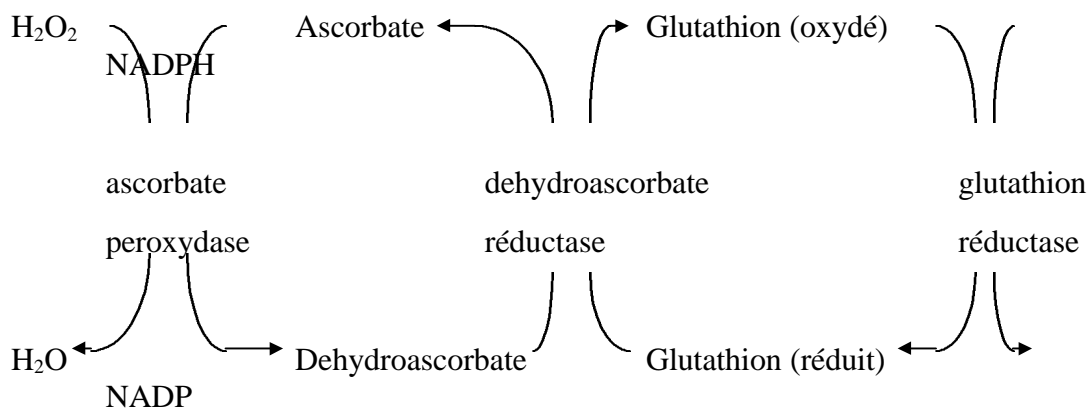 H₂O₂ Ascorbate Glutathion (oxydé)
NADPH
ascorbate dehydroascorbate glutathion
peroxydase réductase réductase
H₂O Dehydroascorbate Glutathion (réduit)
NADP